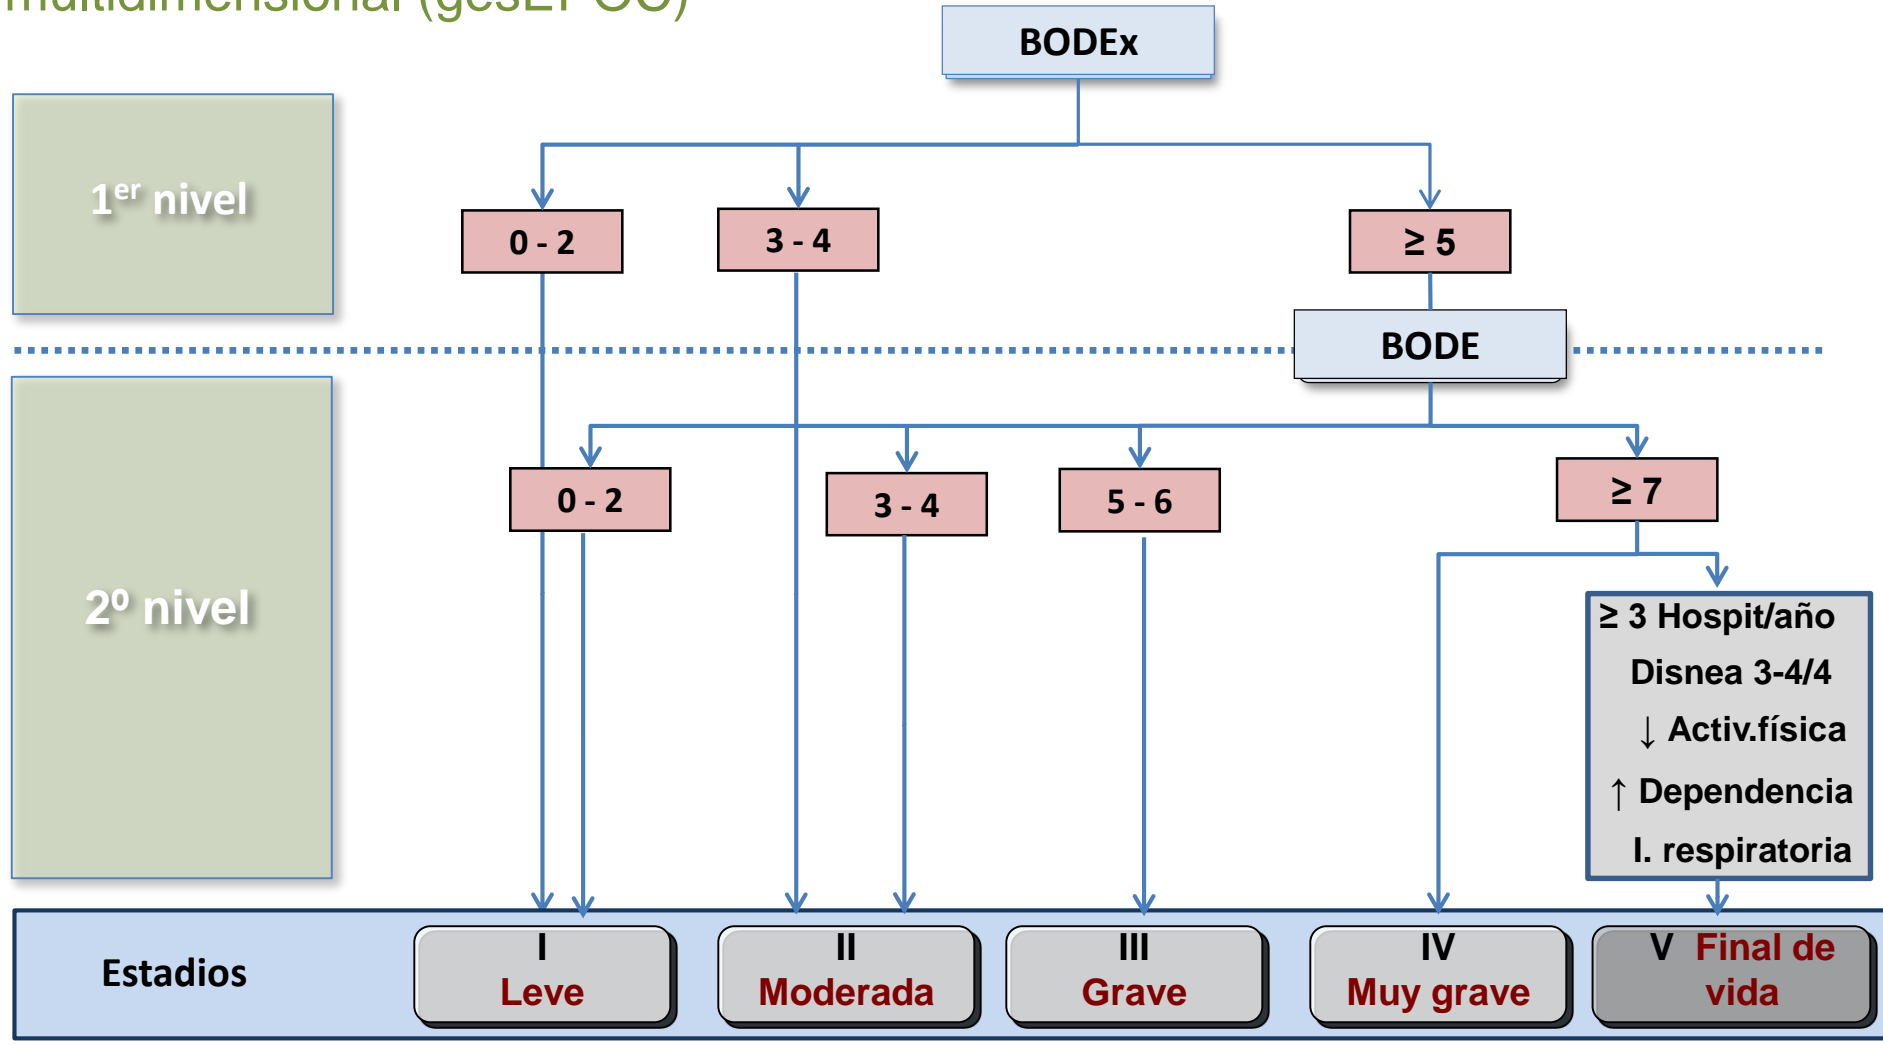 multidimensional (gesEPOC)
BODEx
1er nivel
0 - 2
3 - 4
≥ 5
BODE
2º nivel
0 - 2
3 - 4
5 - 6
≥ 7
≥ 3 Hospit/año
Disnea 3-4/4
↓ Activ.física
↑ Dependencia
I. respiratoria
Estadios
I
Leve
II
Moderada
III
Grave
IV
Muy grave
V Final de
vida